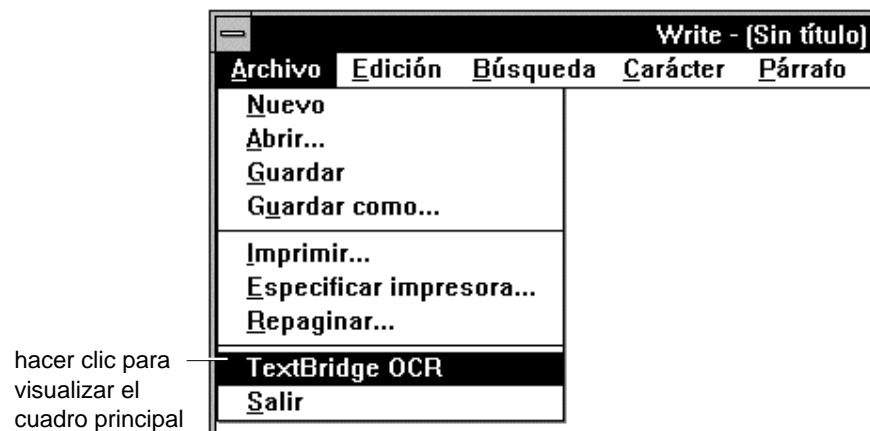 Write - (Sin título)
Archivo Edición Búsqueda Carácter Párrafo
Nuevo
Abrir...
Guardar
Guardar como...
Imprimir...
Especificar impresora...
Repaginar...
TextBridge OCR
Salir
hacer clic para
visualizar el
cuadro principal